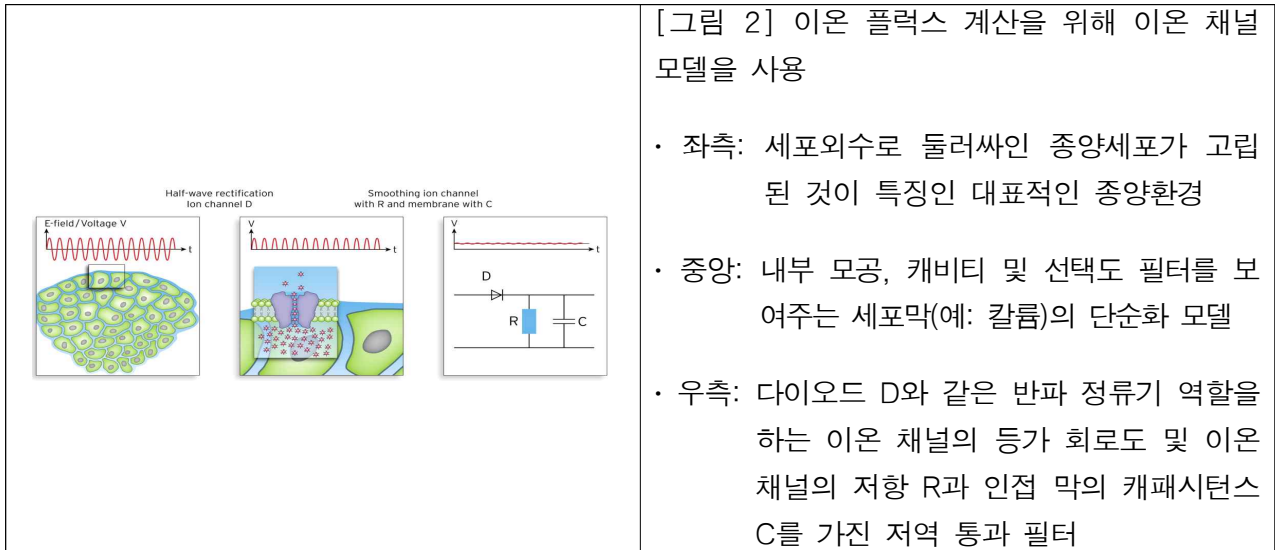 Half-wave rectification
Ion channel D
Smoothing ion channel
with R and membrane with C
E-field/Voltage V
t
V
t
V
t
D
R
C
[그림 2] 이온 플럭스 계산을 위해 이온 채널
모델을 사용
· 좌측: 세포외수로 둘러싸인 종양세포가 고립
된 것이 특징인 대표적인 종양환경
· 중앙: 내부 모공, 캐비티 및 선택도 필터를 보
여주는 세포막(예: 칼륨)의 단순화 모델
· 우측: 다이오드 D와 같은 반파 정류기 역할을
하는 이온 채널의 등가 회로도 및 이온
채널의 저항 R과 인접 막의 캐패시턴스
C를 가진 저역 통과 필터